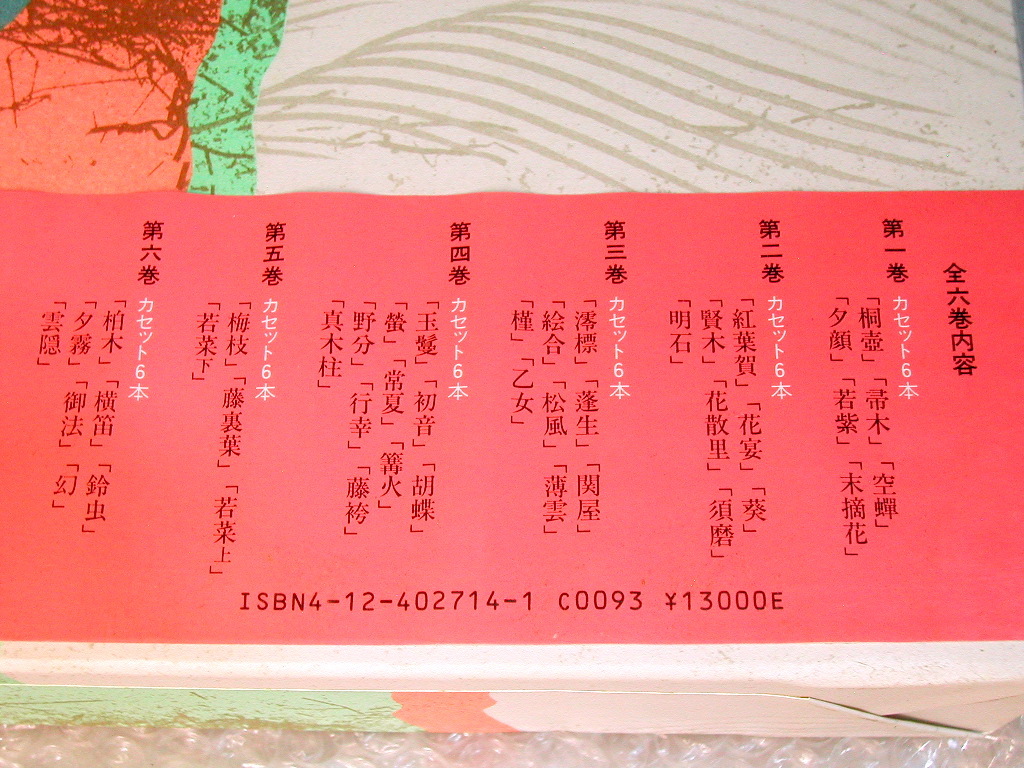 全六巻内容
第一巻 カセット6本
「桐壺」「帚木」「空蟬」
「夕顔」「若紫」「末摘花」
第二巻 カセット6本
「紅葉賀」「花宴」「葵」
「賢木」「花散里」「須磨」
「明石」
第三巻 カセット6本
「澪標」「蓬生」「関屋」
「絵合」「松風」「薄雲」
「槿」「乙女」
第四巻 カセット6本
「玉鬘」「初音」「胡蝶」
「螢」「常夏」「篝火」
「野分」「行幸」「藤袴」
「真木柱」
第五巻 カセット6本
「梅枝」「藤裏葉」「若菜上」
「若菜下」
第六巻 カセット6本
「柏木」「横笛」「鈴虫」
「夕霧」「御法」「幻」
「雲隠」
ISBN4-12-402714-1 C0093 ¥13000E